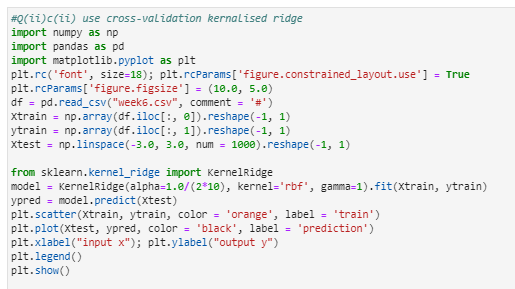 #Q(ii)c(ii) use cross-validation kernalised ridge
import numpy as np
import pandas as pd
import matplotlib.pyplot as plt
plt.rc('font', size=18); plt.rcParams['figure.constrained_layout.use'] = True
plt.rcParams['figure.figsize'] = (10.0, 5.0)
df = pd.read_csv("week6.csv", comment = '#')
Xtrain = np.array(df.iloc[:, 0]).reshape(-1, 1)
ytrain = np.array(df.iloc[:, 1]).reshape(-1, 1)
Xtest = np.linspace(-3.0, 3.0, num = 1000).reshape(-1, 1)
from sklearn.kernel_ridge import KernelRidge
model = KernelRidge(alpha=1.0/(2*10), kernel='rbf', gamma=1).fit(Xtrain, ytrain)
ypred = model.predict(Xtest)
plt.scatter(Xtrain, ytrain, color = 'orange', label = 'train')
plt.plot(Xtest, ypred, color = 'black', label = 'prediction')
plt.xlabel("input x"); plt.ylabel("output y")
plt.legend()
plt.show()